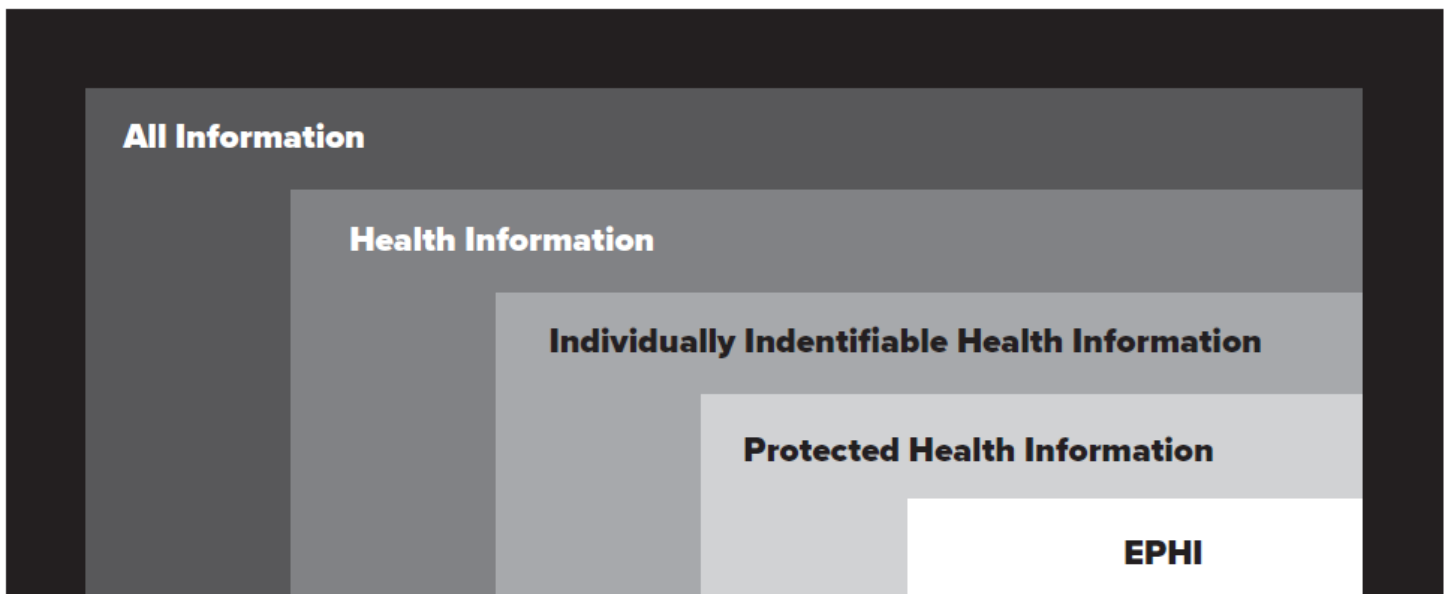 All Information
Health Information
Individually Indentifiable Health Information
Protected Health Information
EPHI